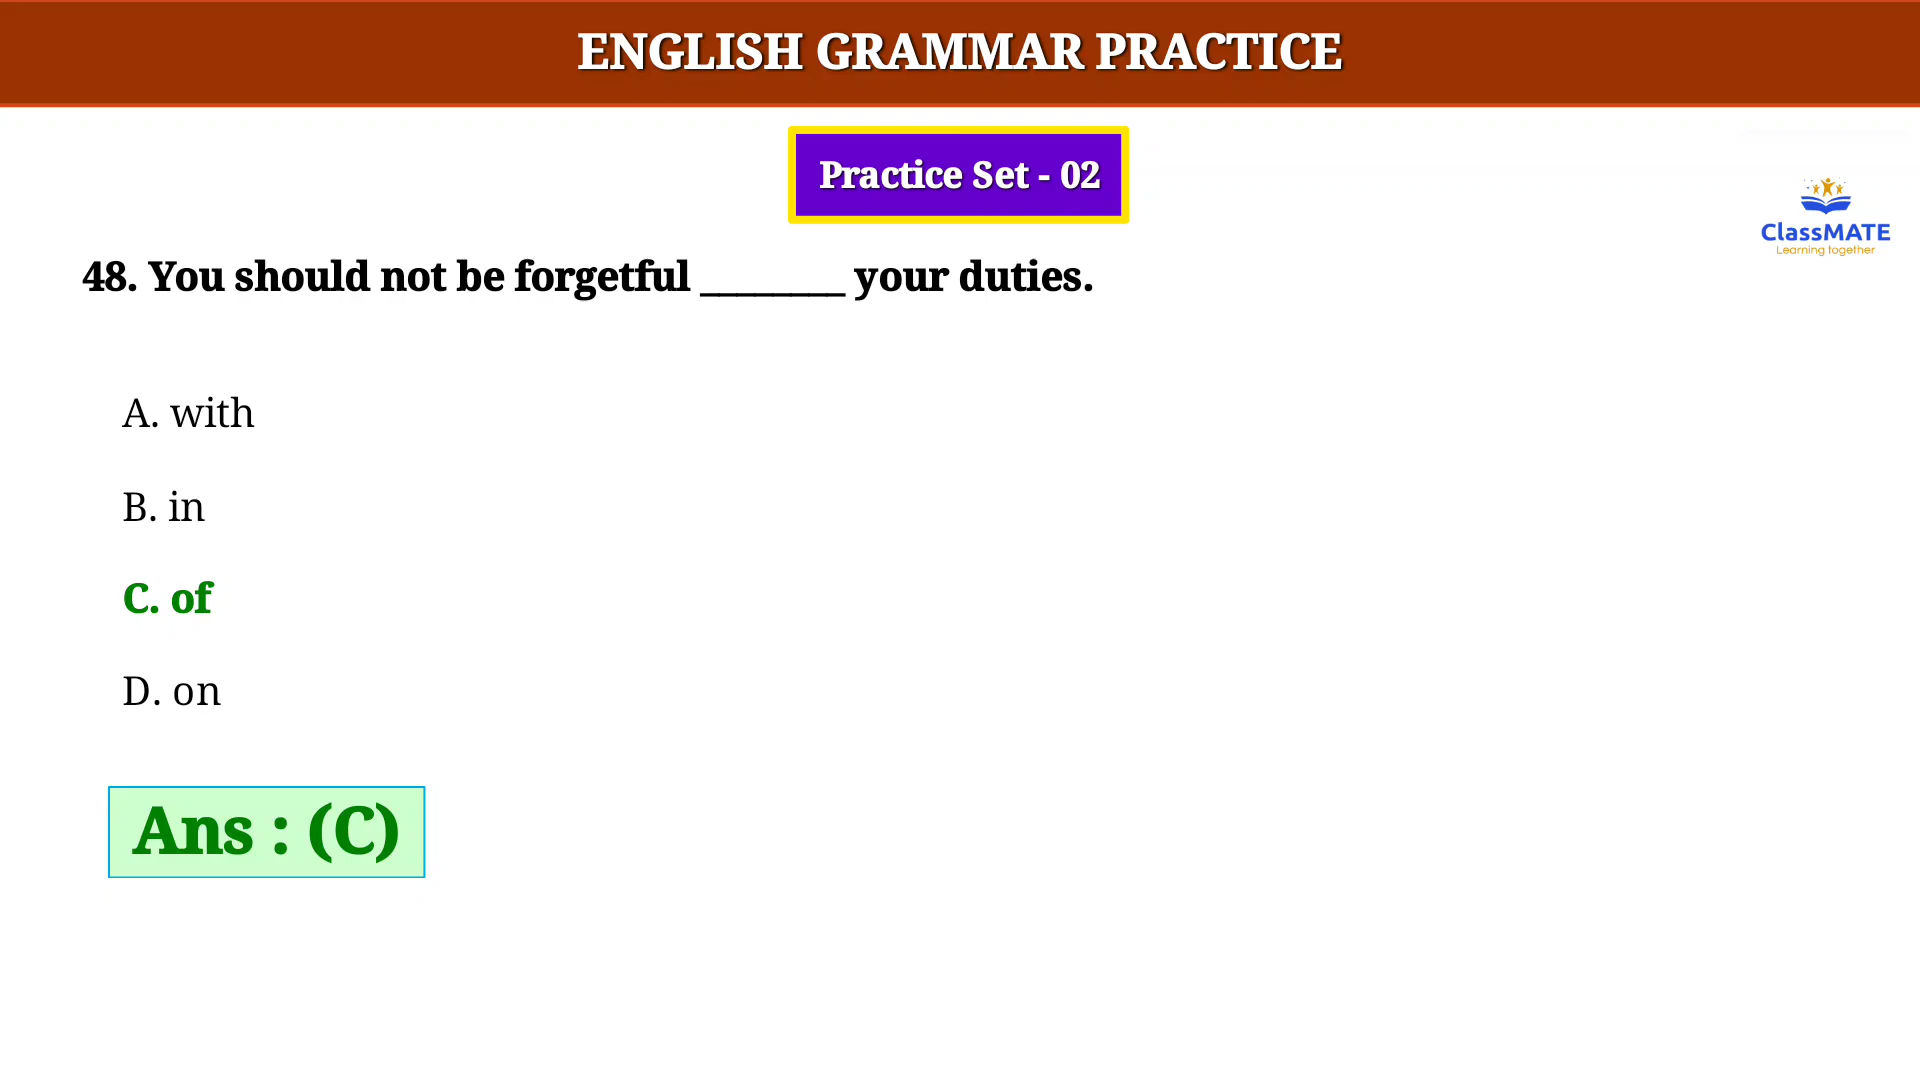 ENGLISH GRAMMAR PRACTICE
Practice Set - 02
ClassMATE
Learning together
48. You should not be forgetful ________ your duties.
A. with
B. in
C. of
D. on
Ans : (C)